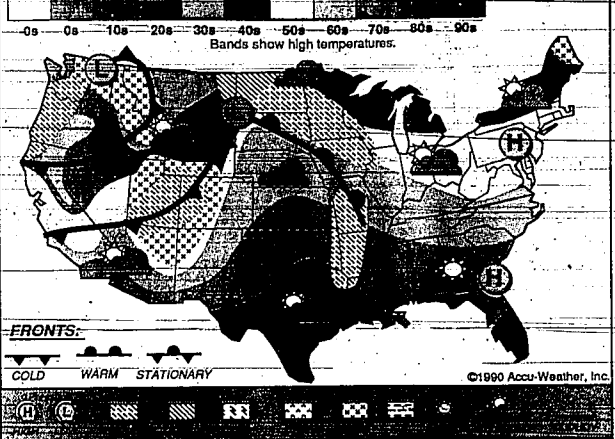 -0s 0s 10s 20s 30s 40s 50s 60s 70s 80s 90s
Bands show high temperatures.
L
H
H
FRONTS:
COLD WARM STATIONARY
©1990 Accu-Weather, Inc.
H L